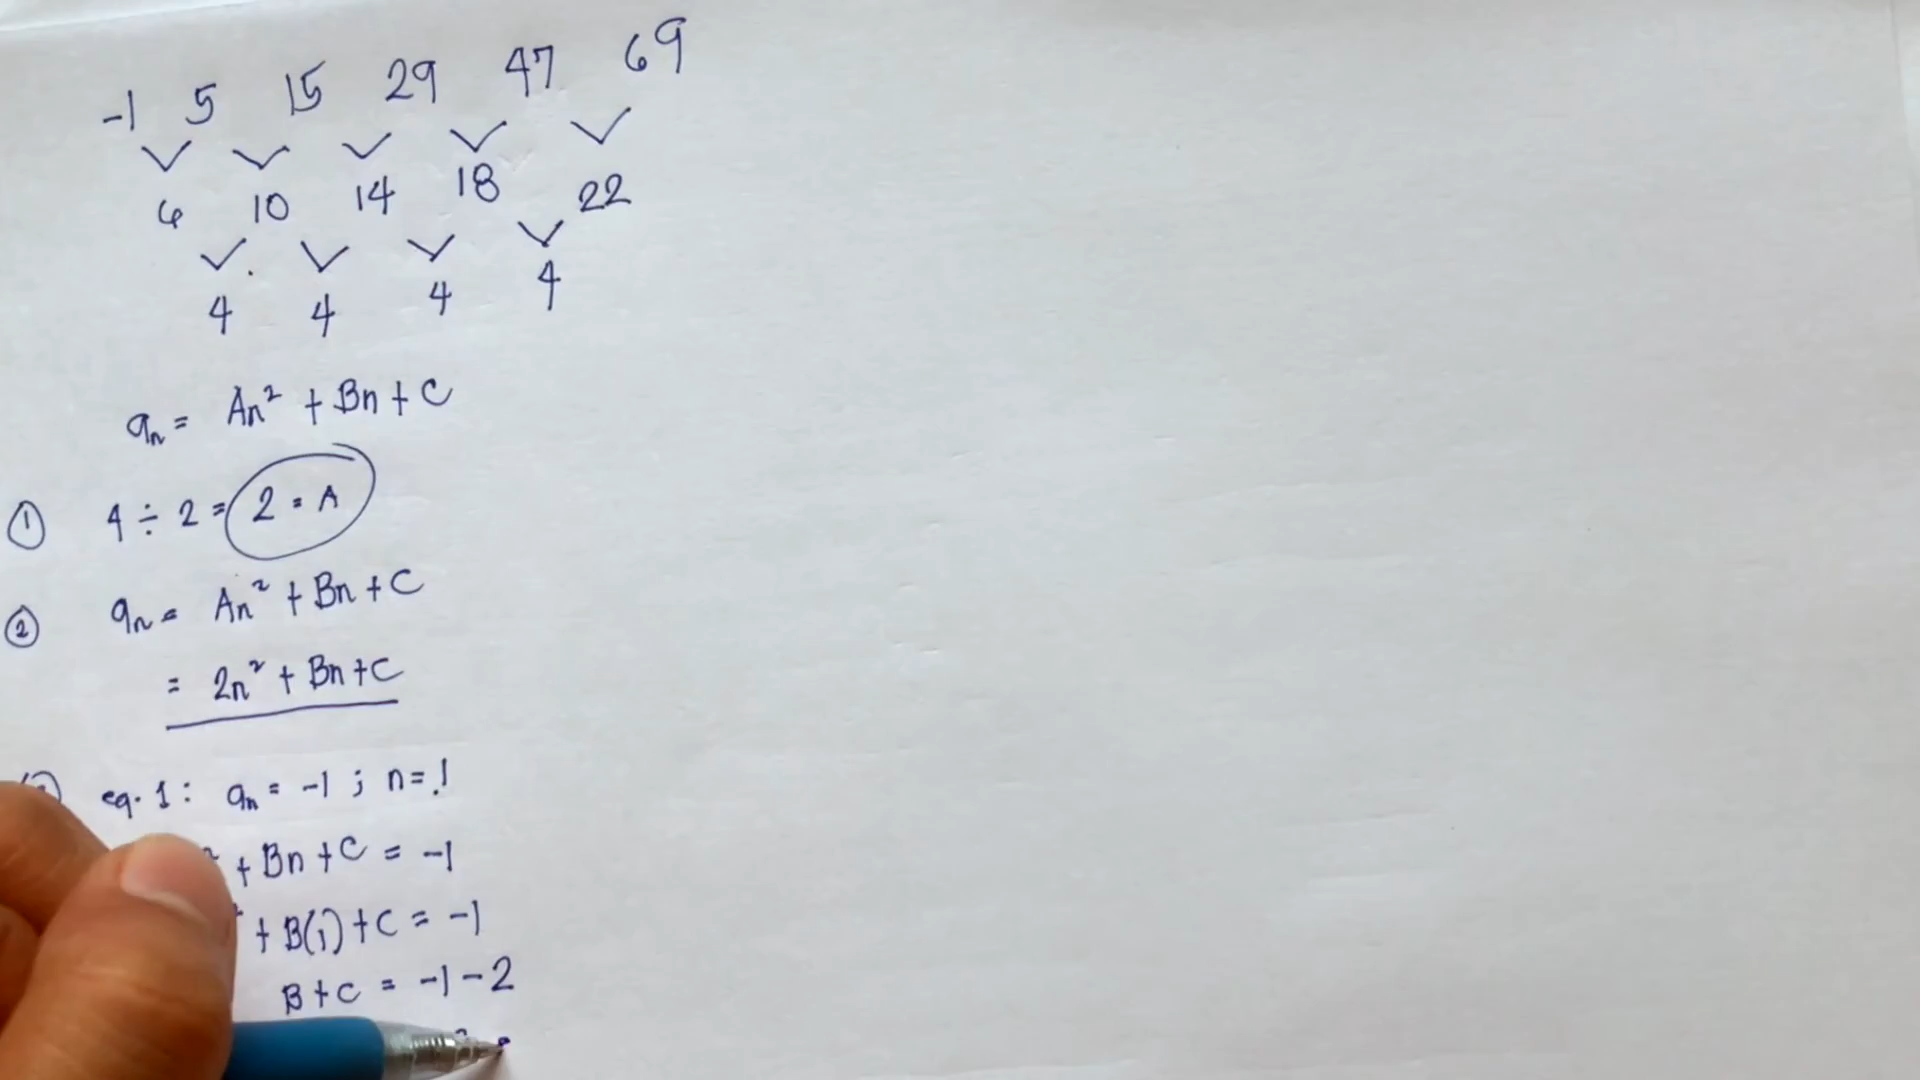 -1 5 15 29 47 69
6 10 14 18 22
4 4 4 4
aₙ = An² + Bn + C
① 4 ÷ 2 = 2 = A
② aₙ = An² + Bn + C
= 2n² + Bn + C
eq. 1 : aₙ = -1 ; n = 1
+ Bn + C = -1
+ B(1) + C = -1
B + C = -1 - 2